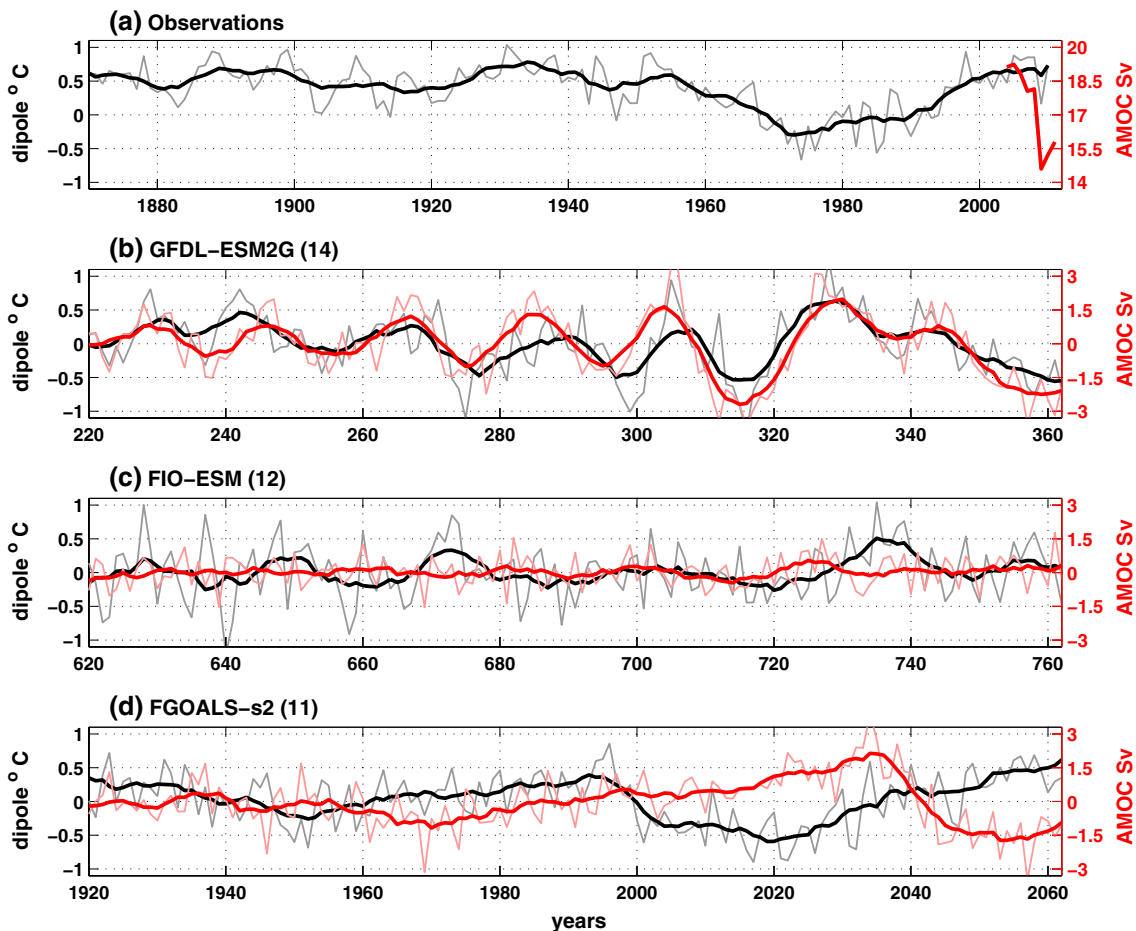 (a) Observations
dipole ° C
1
0.5
0
−0.5
−1
20
18.5
17
15.5
14
AMOC Sv
1880 1900 1920 1940 1960 1980 2000
(b) GFDL−ESM2G (14)
dipole ° C
1
0.5
0
−0.5
−1
3
1.5
0
−1.5
−3
AMOC Sv
220 240 260 280 300 320 340 360
(c) FIO−ESM (12)
dipole ° C
1
0.5
0
−0.5
−1
3
1.5
0
−1.5
−3
AMOC Sv
620 640 660 680 700 720 740 760
(d) FGOALS−s2 (11)
dipole ° C
1
0.5
0
−0.5
−1
3
1.5
0
−1.5
−3
AMOC Sv
1920 1940 1960 1980 2000 2020 2040 2060
years